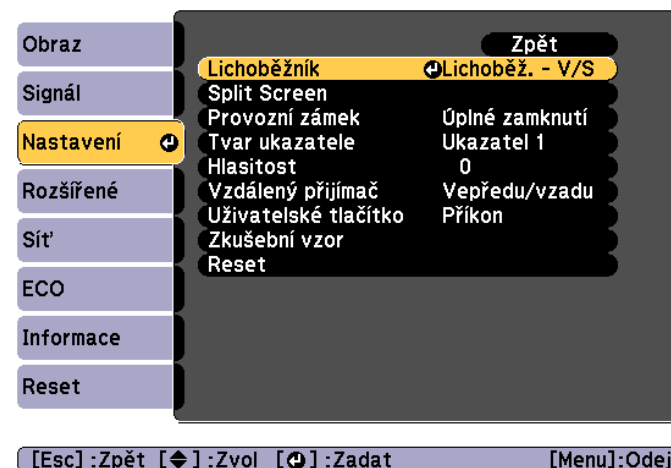 Obraz
Signál
Nastavení
Rozšířené
Síť
ECO
Informace
Reset
Zpět
Lichoběžník Lichoběž. - V/S
Split Screen
Provozní zámek Úplné zamknutí
Tvar ukazatele Ukazatel 1
Hlasitost 0
Vzdálený přijímač Vepředu/vzadu
Uživatelské tlačítko Příkon
Zkušební vzor
Reset
[Esc] :Zpět [◆] :Zvol [⏎] :Zadat [Menu]:Ode